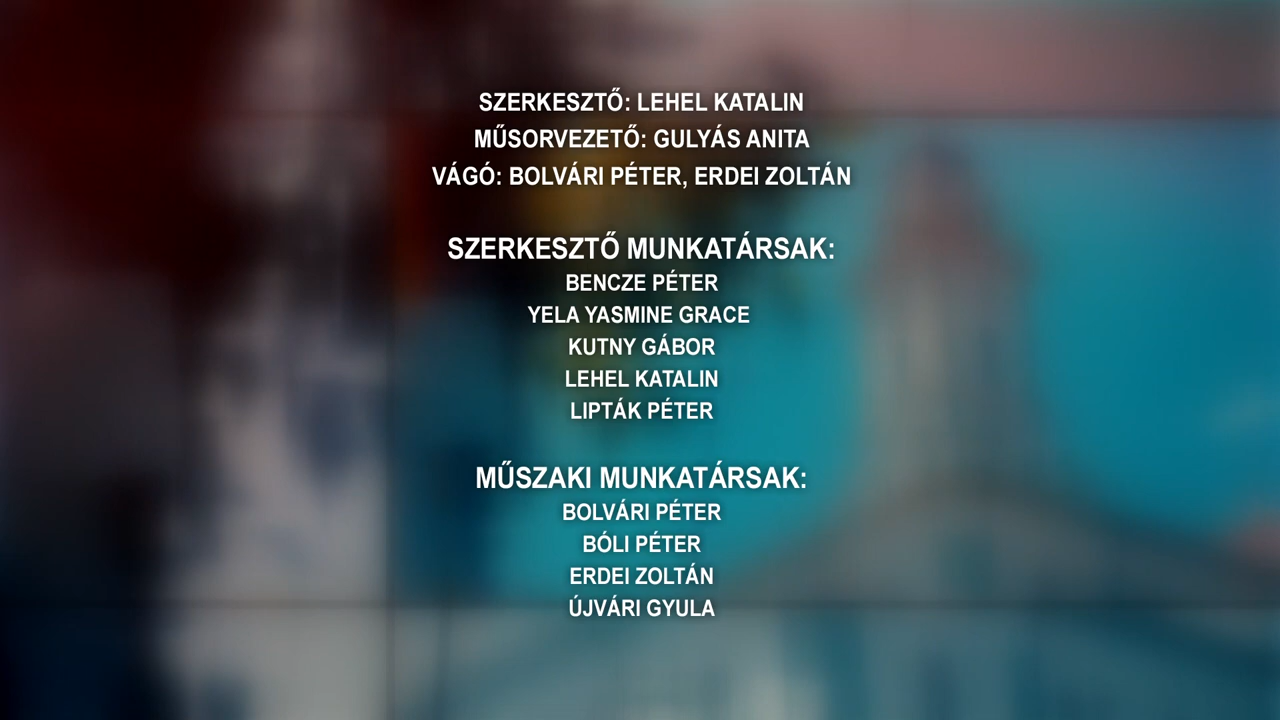 SZERKESZTŐ: LEHEL KATALIN
MŰSORVEZETŐ: GULYÁS ANITA
VÁGÓ: BOLVÁRI PÉTER, ERDEI ZOLTÁN
SZERKESZTŐ MUNKATÁRSAK:
BENCZE PÉTER
YELA YASMINE GRACE
KUTNY GÁBOR
LEHEL KATALIN
LIPTÁK PÉTER
MŰSZAKI MUNKATÁRSAK:
BOLVÁRI PÉTER
BÓLI PÉTER
ERDEI ZOLTÁN
ÚJVÁRI GYULA